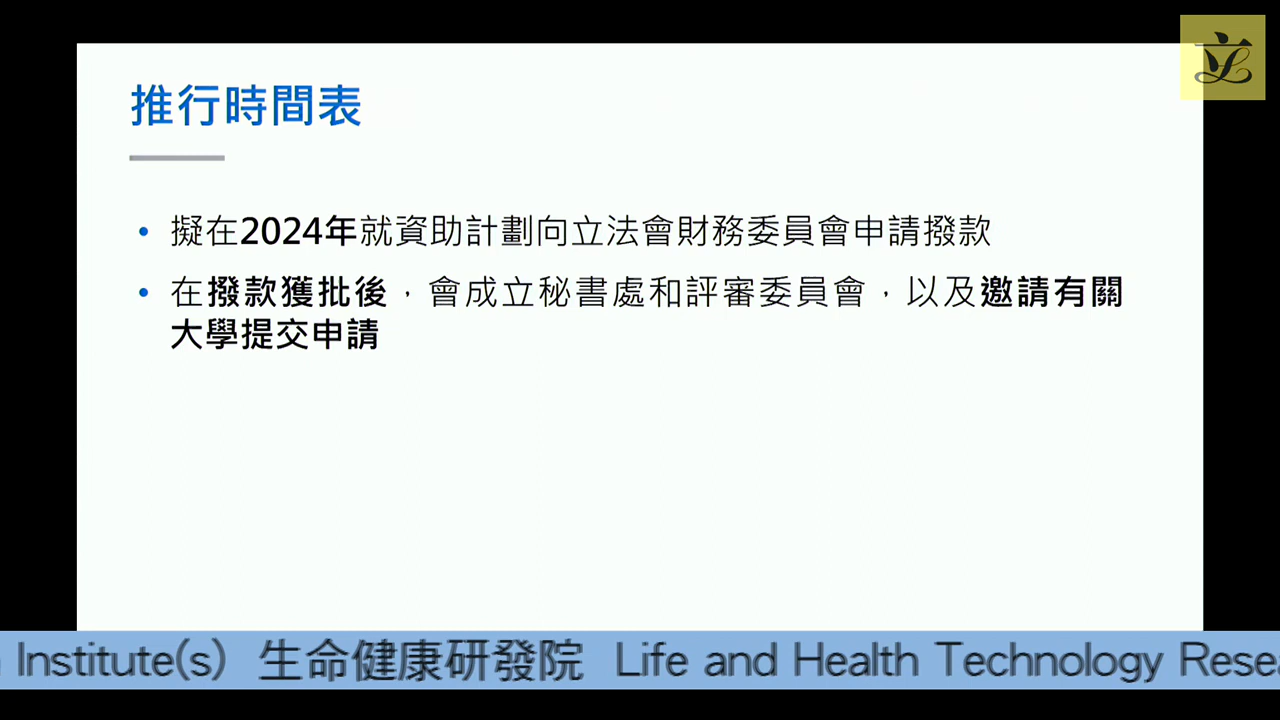 推行時間表
• 擬在2024年就資助計劃向立法會財務委員會申請撥款
• 在撥款獲批後，會成立秘書處和評審委員會，以及邀請有關
大學提交申請
Institute(s) 生命健康研發院 Life and Health Technology Resea